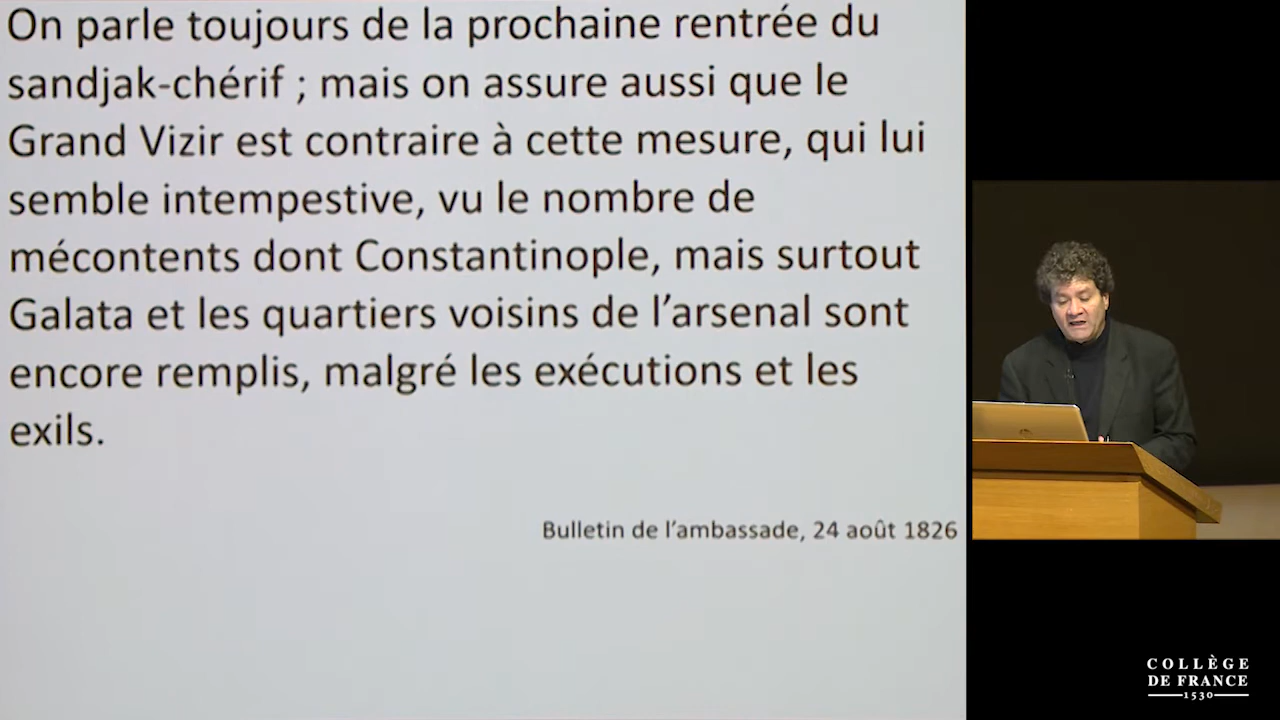 On parle toujours de la prochaine rentrée du
sandjak-chérif ; mais on assure aussi que le
Grand Vizir est contraire à cette mesure, qui lui
semble intempestive, vu le nombre de
mécontents dont Constantinople, mais surtout
Galata et les quartiers voisins de l’arsenal sont
encore remplis, malgré les exécutions et les
exils.
Bulletin de l’ambassade, 24 août 1826
COLLÈGE
DE FRANCE
1530